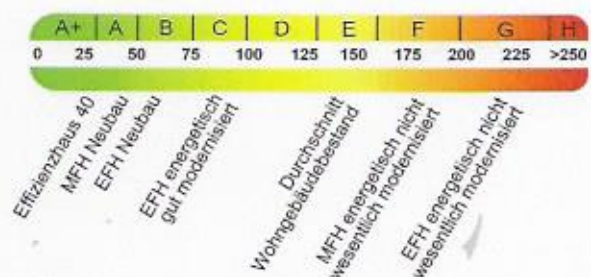 A+ A B C D E F G H
0 25 50 75 100 125 150 175 200 225 >250
Effizienzhaus 40
MFH Neubau
EFH Neubau
EFH energetisch
gut modernisiert
Durchschnitt
Wohngebäudebestand
MFH energetisch nicht
wesentlich modernisiert
EFH energetisch nicht
wesentlich modernisiert